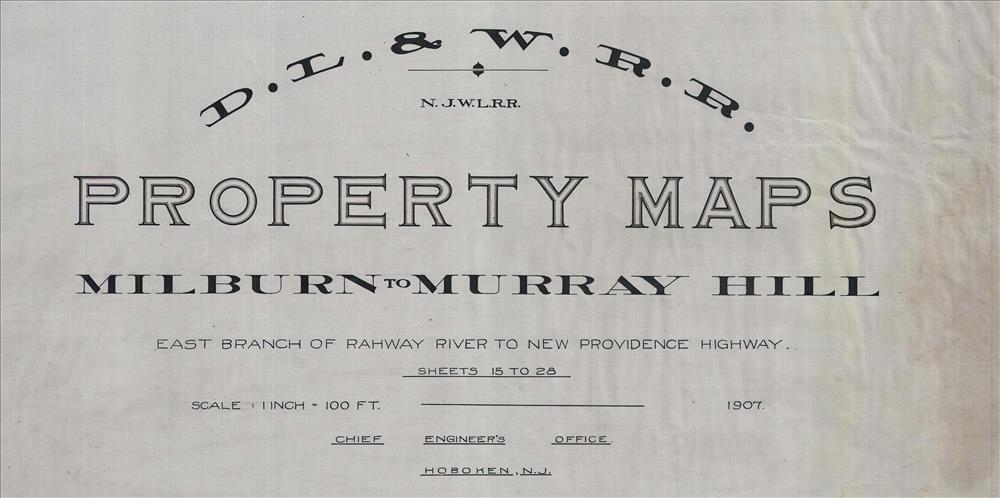 D. L. & W. R. R.
N. J. W. L. R. R.
PROPERTY MAPS
MILBURN TO MURRAY HILL
EAST BRANCH OF RAHWAY RIVER TO NEW PROVIDENCE HIGHWAY.
SHEETS 15 TO 28
SCALE : 1 INCH = 100 FT. 1907.
CHIEF ENGINEER'S OFFICE.
HOBOKEN, N.J.